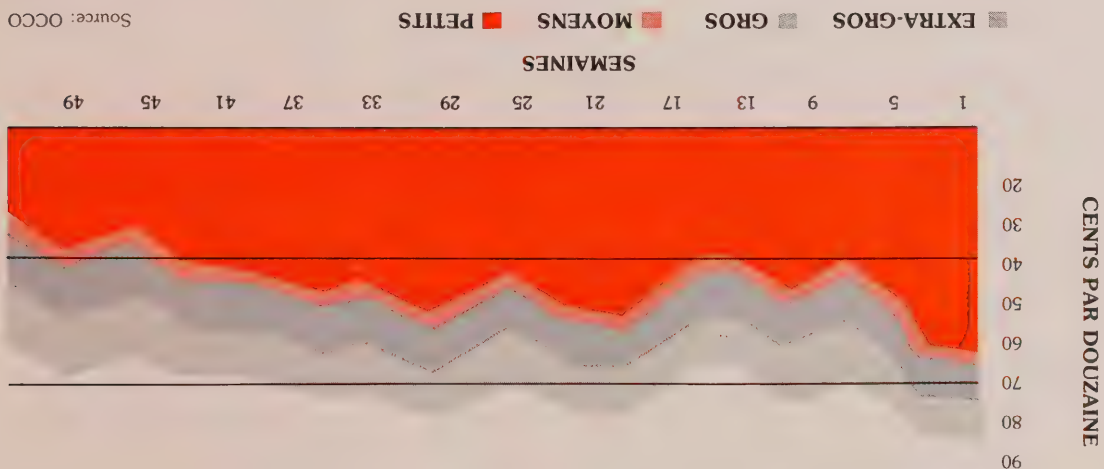 CENTS PAR DOUZAINE
90
80
70
60
50
40
30
20
1 5 9 13 17 21 25 29 33 37 41 45 49
SEMAINES
EXTRA-GROS GROS MOYENS PETITS Source: OCCO